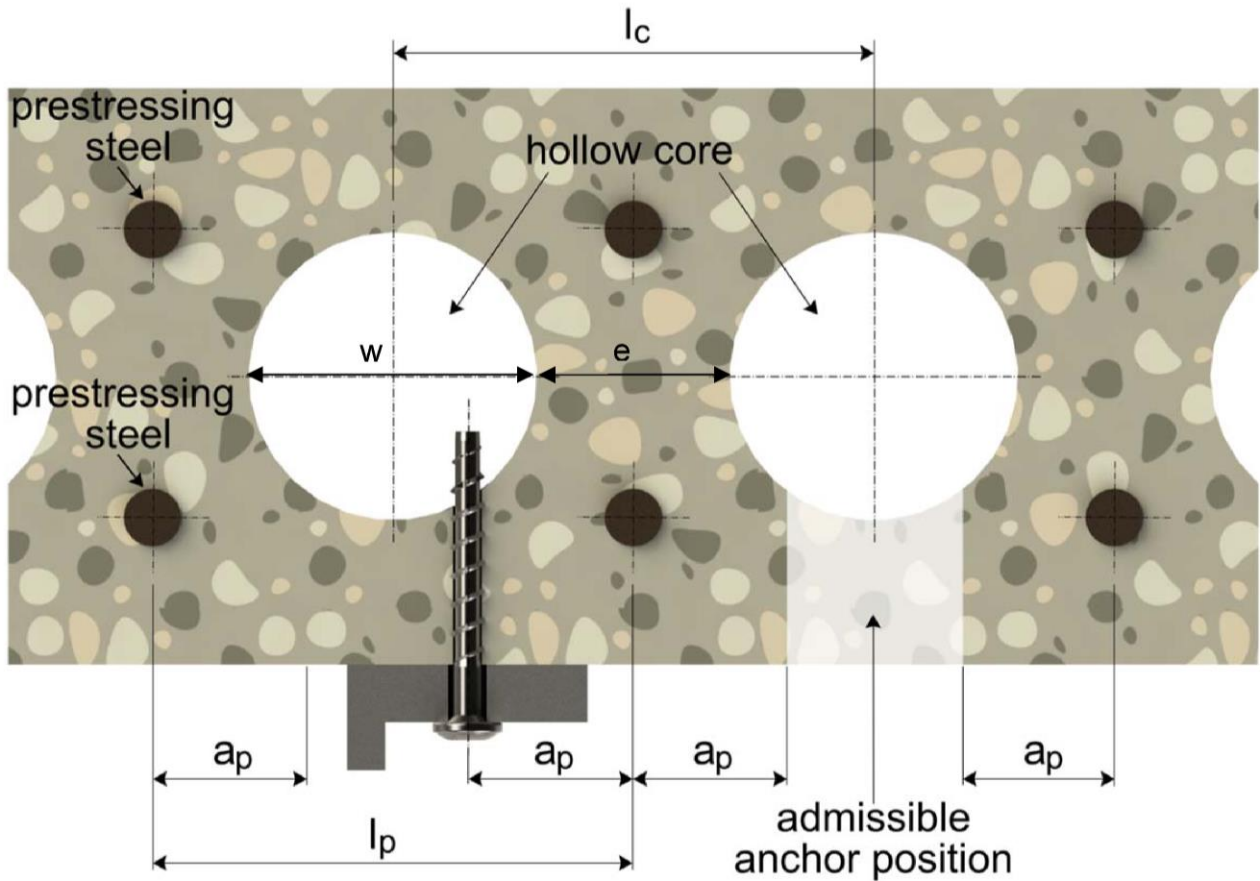 lc
prestressing
steel
hollow core
w
e
prestressing
steel
ap
ap
ap
ap
lp
admissible
anchor position